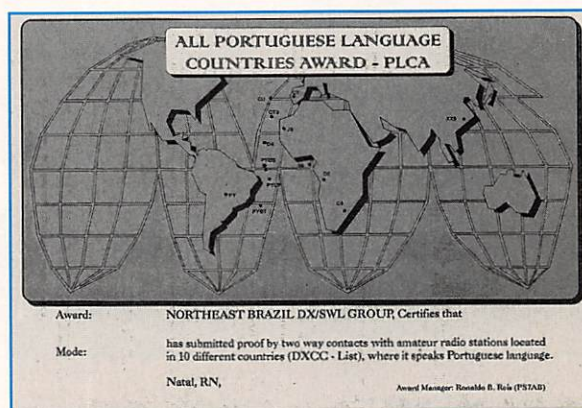 ALL PORTUGUESE LANGUAGE
COUNTRIES AWARD - PLCA
Award: NORTHEAST BRAZIL DX/SWL GROUP, Certifies that
Mode: has submitted proof by two way contacts with amateur radio stations located
in 10 different countries (DXCC - List), where it speaks Portuguese language.
Natal, RN,
Award Manager: Ronaldo B. Reis (PS7AB)